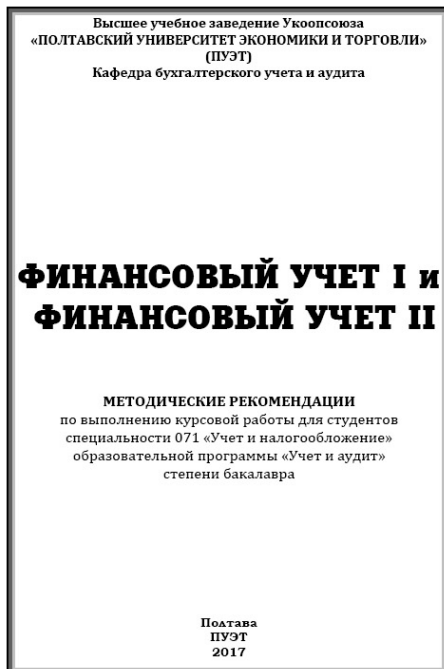 Высшее учебное заведение Укоопсоюза
«ПОЛТАВСКИЙ УНИВЕРСИТЕТ ЭКОНОМИКИ И ТОРГОВЛИ»
(ПУЭТ)
Кафедра бухгалтерского учета и аудита
ФИНАНСОВЫЙ УЧЕТ I и
ФИНАНСОВЫЙ УЧЕТ II
МЕТОДИЧЕСКИЕ РЕКОМЕНДАЦИИ
по выполнению курсовой работы для студентов
специальности 071 «Учет и налогообложение»
образовательной программы «Учет и аудит»
степени бакалавра
Полтава
ПУЭТ
2017